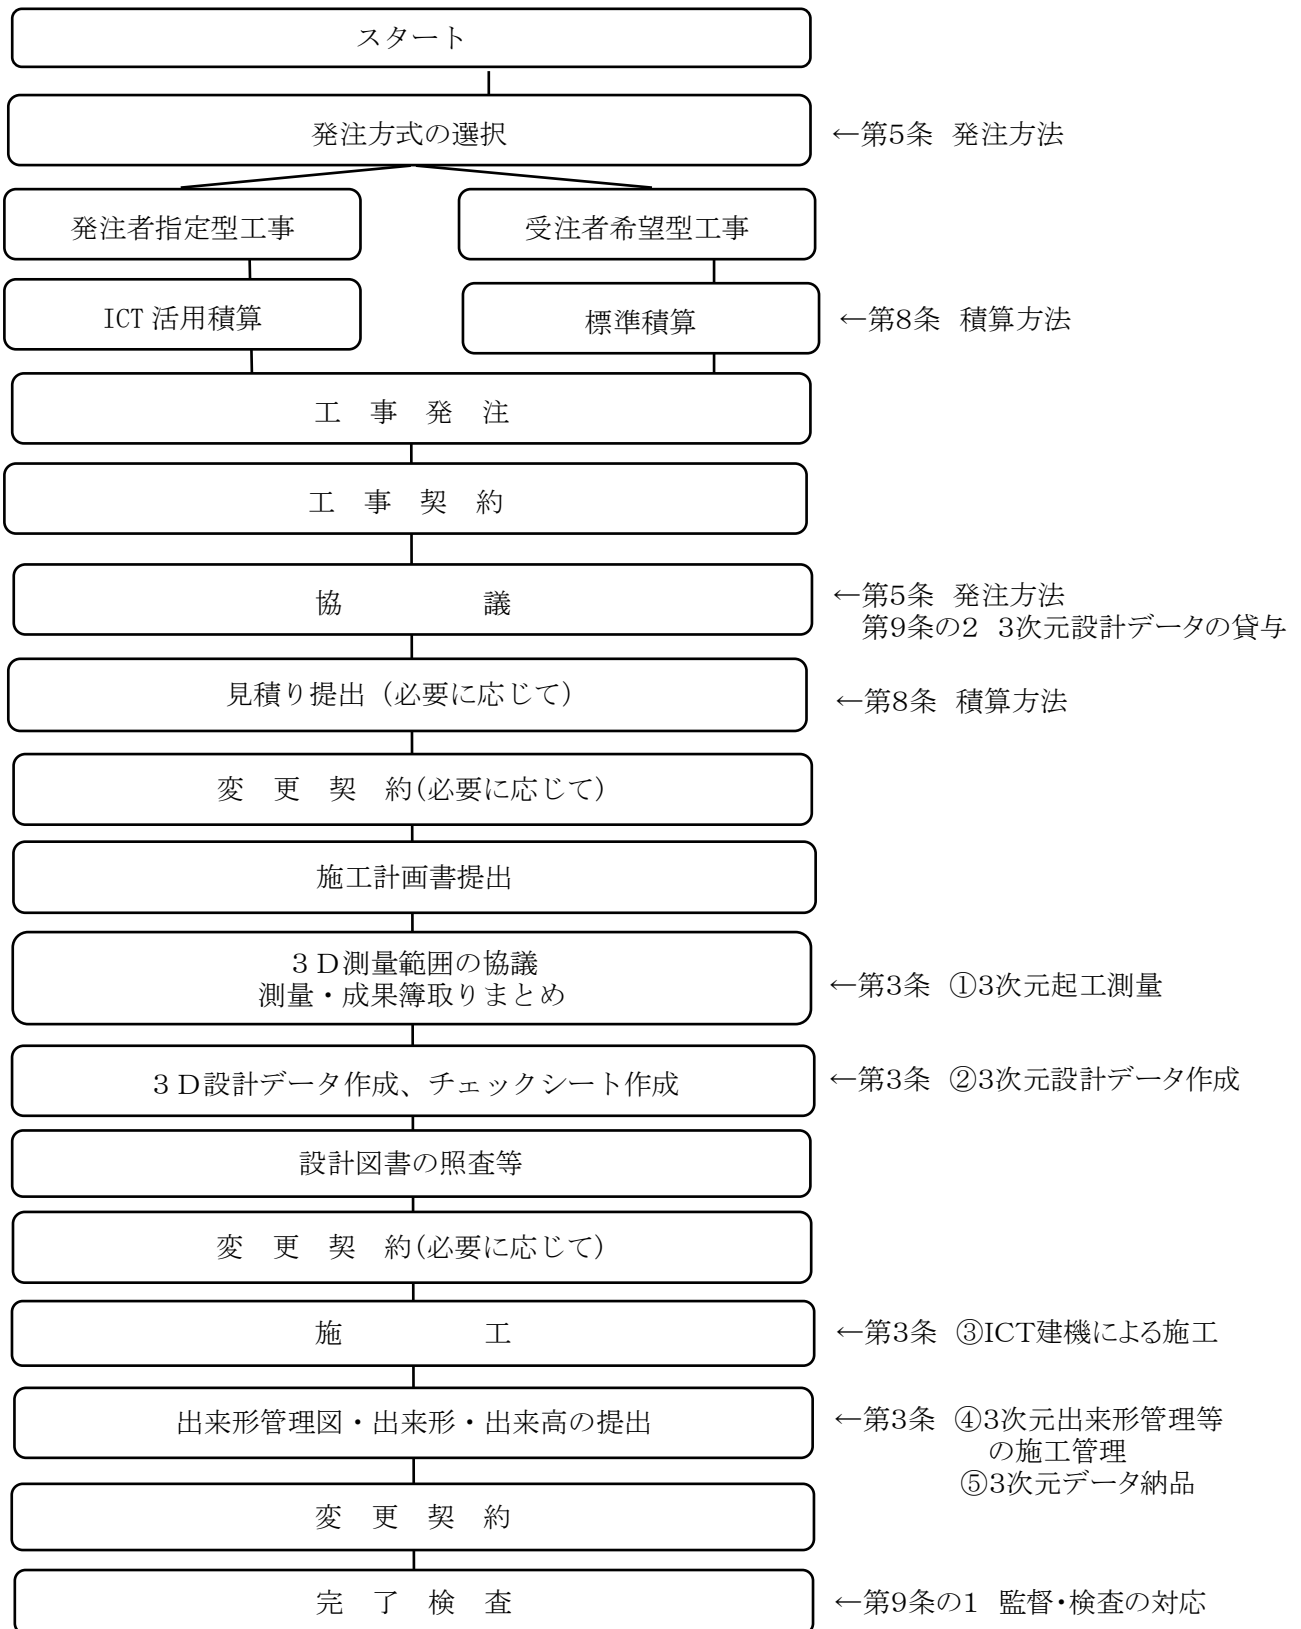 スタート
発注方式の選択
←第5条 発注方法
発注者指定型工事
受注者希望型工事
ICT 活用積算
標準積算
←第8条 積算方法
工 事 発 注
工 事 契 約
協 議
←第5条 発注方法
第9条の2 3次元設計データの貸与
見積り提出（必要に応じて）
←第8条 積算方法
変 更 契 約(必要に応じて)
施工計画書提出
３Ｄ測量範囲の協議
測量・成果簿取りまとめ
←第3条 ①3次元起工測量
３Ｄ設計データ作成、チェックシート作成
←第3条 ②3次元設計データ作成
設計図書の照査等
変 更 契 約(必要に応じて)
施 工
←第3条 ③ICT建機による施工
出来形管理図・出来形・出来高の提出
←第3条 ④3次元出来形管理等
の施工管理
⑤3次元データ納品
変 更 契 約
完 了 検 査
←第9条の1 監督・検査の対応